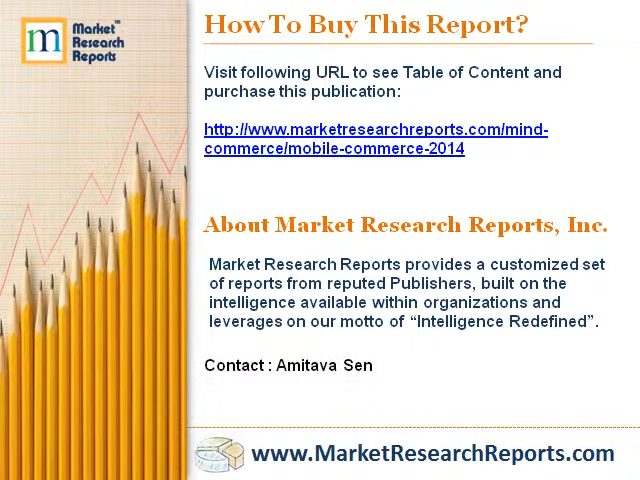 m
Market™
Research
Reports
How To Buy This Report?
Visit following URL to see Table of Content and
purchase this publication:
http://www.marketresearchreports.com/mind-
commerce/mobile-commerce-2014
About Market Research Reports, Inc.
Market Research Reports provides a customized set
of reports from reputed Publishers, built on the
intelligence available within organizations and
leverages on our motto of “Intelligence Redefined”.
Contact : Amitava Sen
www.MarketResearchReports.com